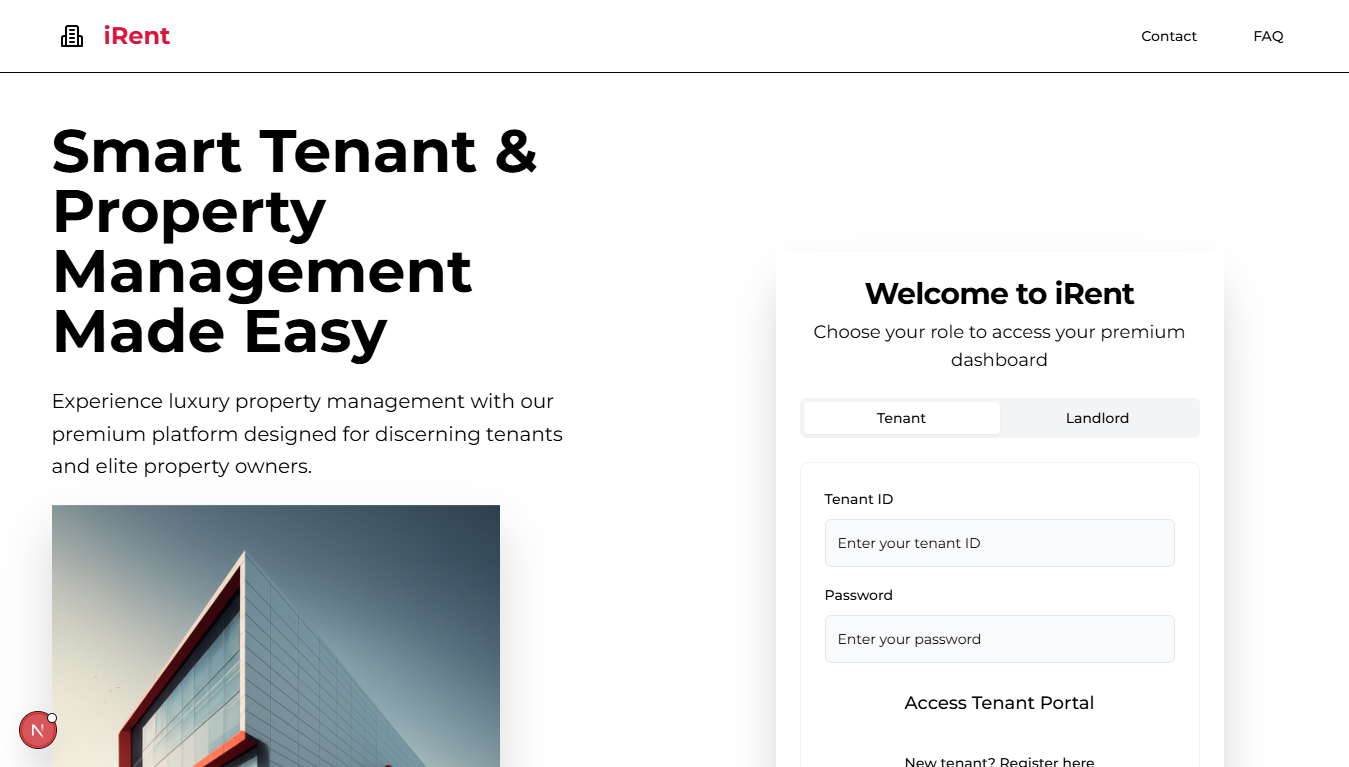 iRent
Contact
FAQ
Smart Tenant &
Property
Management
Made Easy
Experience luxury property management with our
premium platform designed for discerning tenants
and elite property owners.
Welcome to iRent
Choose your role to access your premium
dashboard
Tenant
Landlord
Tenant ID
Enter your tenant ID
Password
Enter your password
Access Tenant Portal
New tenant? Register here
N